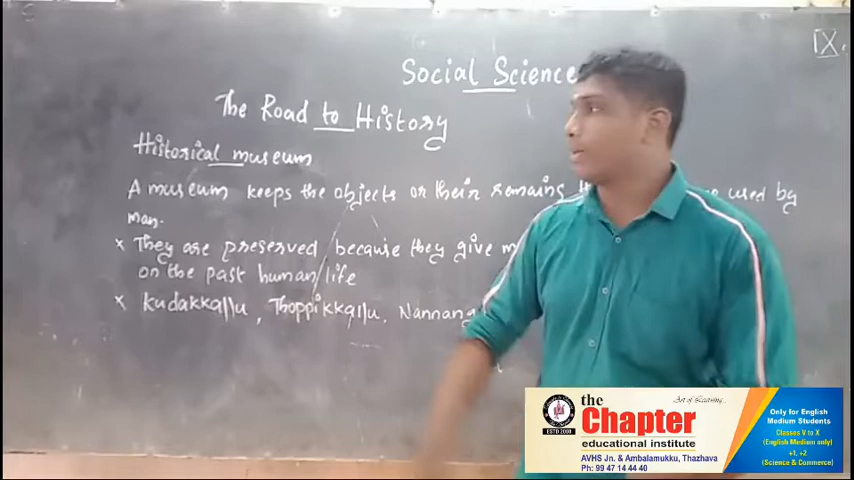 IX
Social Science
The Road to History
Historical museum
A museum keeps the objects or their remains used by
man.
x They are preserved because they give
on the past human life
x Kudakkallu, Thoppikkallu, Nannang
the
Chapter
educational institute
Art of Learning...
ESTD 2008
AVHS Jn. & Ambalamukku, Thazhava
Ph: 99 47 14 44 40
Only for English
Medium Students
Classes V to X
(English Medium only)
+1, +2
(Science & Commerce)